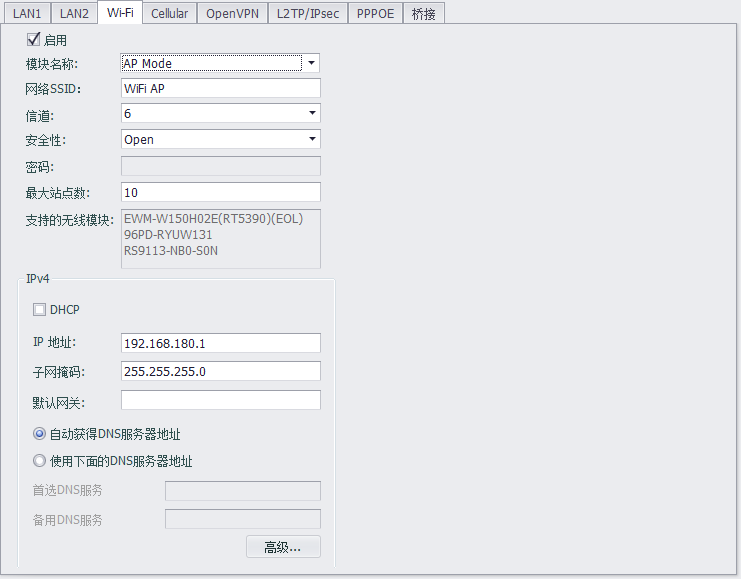 LAN1 LAN2 Wi-Fi Cellular OpenVPN L2TP/IPsec PPPOE 桥接
启用
模块名称: AP Mode
网络SSID: WiFi AP
信道: 6
安全性: Open
密码:
最大站点数: 10
支持的无线模块: EWM-W150H02E(RT5390)(EOL)
96PD-RYUW131
RS9113-NB0-S0N
IPv4
DHCP
IP 地址: 192.168.180.1
子网掩码: 255.255.255.0
默认网关:
自动获得DNS服务器地址
使用下面的DNS服务器地址
首选DNS服务
备用DNS服务
高级...